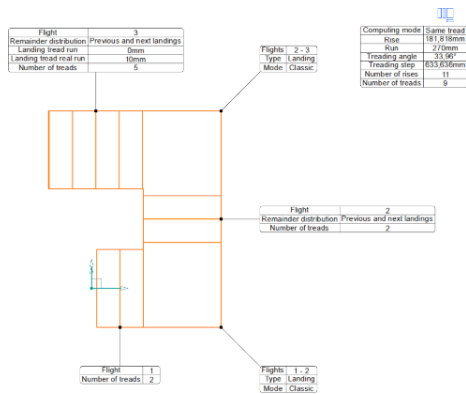 Flight 3
Remainder distribution Previous and next landings
Landing tread run 0mm
Landing tread real run 10mm
Number of treads 5
Flights 2 - 3
Type Landing
Mode Classic
Computing mode Same tread
Rise 181,818mm
Run 270mm
Treading angle 33,96°
Treading step 633,636mm
Number of rises 11
Number of treads 9
Flight 2
Remainder distribution Previous and next landings
Number of treads 2
Flight 1
Number of treads 2
Flights 1 - 2
Type Landing
Mode Classic